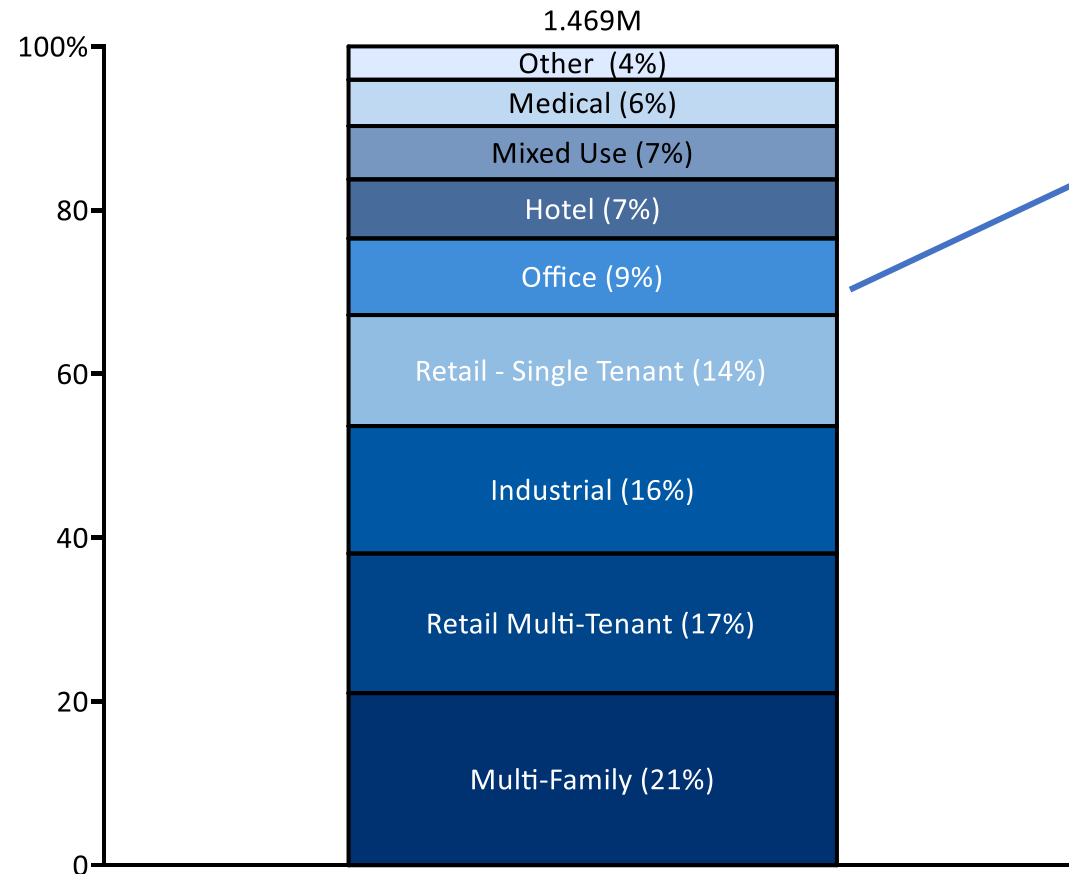 1.469M
100%
Other  (4%)
Medical (6%)
Mixed Use (7%)
80
Hotel (7%)
Office (9%)
Retail - Single Tenant (14%)
60
Industrial (16%)
40
Retail Multi-Tenant (17%)
20
Multi-Family (21%)
0